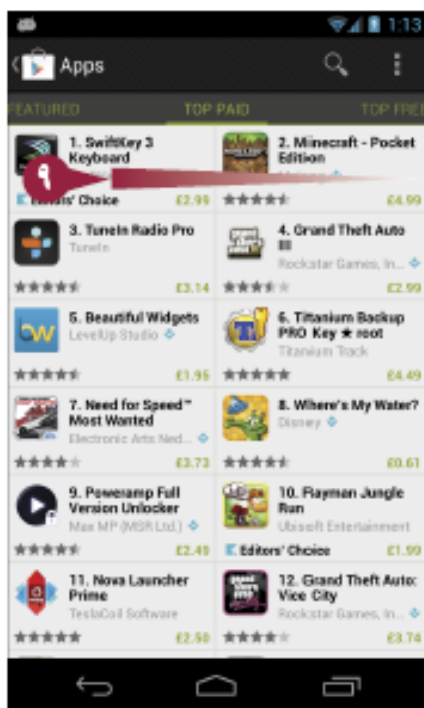 1:13
Apps
FEATURED
TOP PAID
TOP FREE
1. SwiftKey 3
Keyboard
9
Editors' Choice
£2.99
2. Minecraft - Pocket
Edition
£4.99
3. TuneIn Radio Pro
TuneIn
£3.14
4. Grand Theft Auto
III
Rockstar Games, In...
£2.99
5. Beautiful Widgets
LevelUp Studio
£1.95
6. Titanium Backup
PRO Key ★ root
Titanium Track
£4.49
7. Need for Speed™
Most Wanted
Electronic Arts Ned...
£3.73
8. Where's My Water?
Disney
£0.61
9. Poweramp Full
Version Unlocker
Max MP (MSR Ltd.)
£2.49
10. Rayman Jungle
Run
Ubisoft Entertainment
Editors' Choice
£1.99
11. Nova Launcher
Prime
TeslaCoil Software
£2.50
12. Grand Theft Auto:
Vice City
Rockstar Games, In...
£3.74